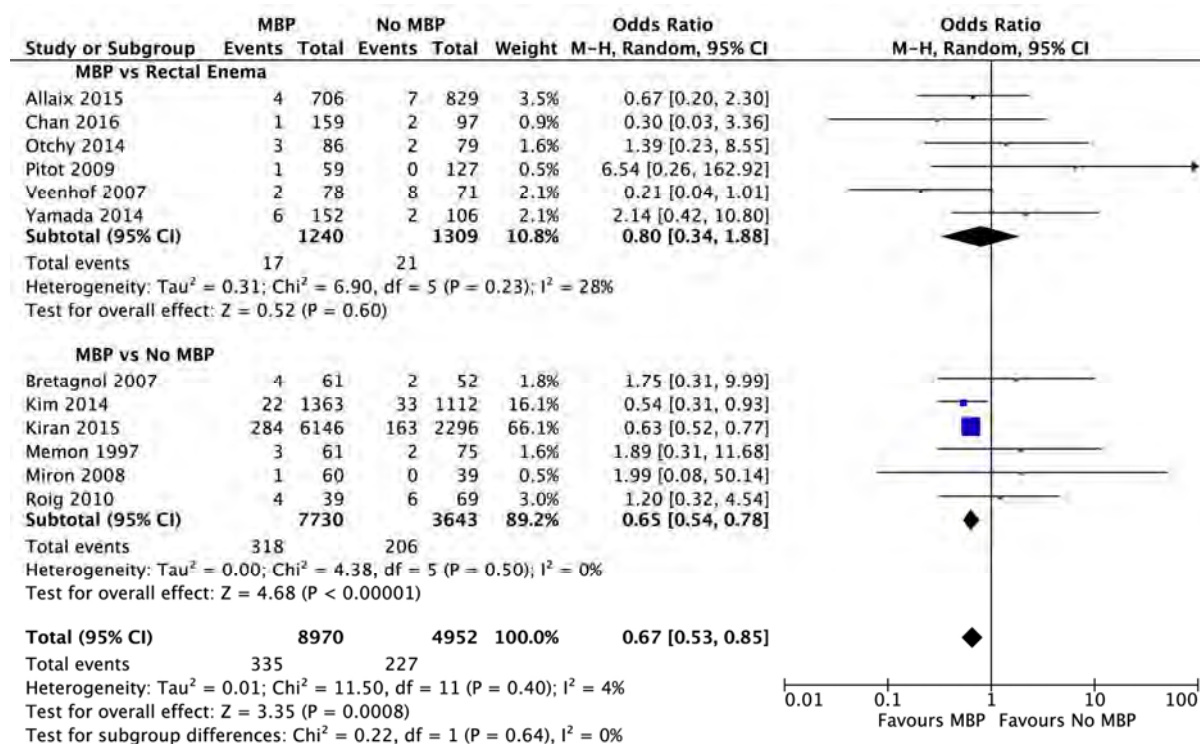 MBP No MBP Odds Ratio Odds Ratio
Study or Subgroup Events Total Events Total Weight M-H, Random, 95% CI M-H, Random, 95% CI
MBP vs Rectal Enema
Allaix 2015 4 706 7 829 3.5% 0.67 [0.20, 2.30]
Chan 2016 1 159 2 97 0.9% 0.30 [0.03, 3.36]
Otchy 2014 3 86 2 79 1.6% 1.39 [0.23, 8.55]
Pitot 2009 1 59 0 127 0.5% 6.54 [0.26, 162.92]
Veenhof 2007 2 78 8 71 2.1% 0.21 [0.04, 1.01]
Yamada 2014 6 152 2 106 2.1% 2.14 [0.42, 10.80]
Subtotal (95% CI) 1240 1309 10.8% 0.80 [0.34, 1.88]
Total events 17 21
Heterogeneity: Tau² = 0.31; Chi² = 6.90, df = 5 (P = 0.23); I² = 28%
Test for overall effect: Z = 0.52 (P = 0.60)
MBP vs No MBP
Bretagnol 2007 4 61 2 52 1.8% 1.75 [0.31, 9.99]
Kim 2014 22 1363 33 1112 16.1% 0.54 [0.31, 0.93]
Kiran 2015 284 6146 163 2296 66.1% 0.63 [0.52, 0.77]
Memon 1997 3 61 2 75 1.6% 1.89 [0.31, 11.68]
Miron 2008 1 60 0 39 0.5% 1.99 [0.08, 50.14]
Roig 2010 4 39 6 69 3.0% 1.20 [0.32, 4.54]
Subtotal (95% CI) 7730 3643 89.2% 0.65 [0.54, 0.78]
Total events 318 206
Heterogeneity: Tau² = 0.00; Chi² = 4.38, df = 5 (P = 0.50); I² = 0%
Test for overall effect: Z = 4.68 (P < 0.00001)
Total (95% CI) 8970 4952 100.0% 0.67 [0.53, 0.85]
Total events 335 227
Heterogeneity: Tau² = 0.01; Chi² = 11.50, df = 11 (P = 0.40); I² = 4%
Test for overall effect: Z = 3.35 (P = 0.0008)
Test for subgroup differences: Chi² = 0.22, df = 1 (P = 0.64), I² = 0%
0.01 0.1 1 10 100
Favours MBP Favours No MBP